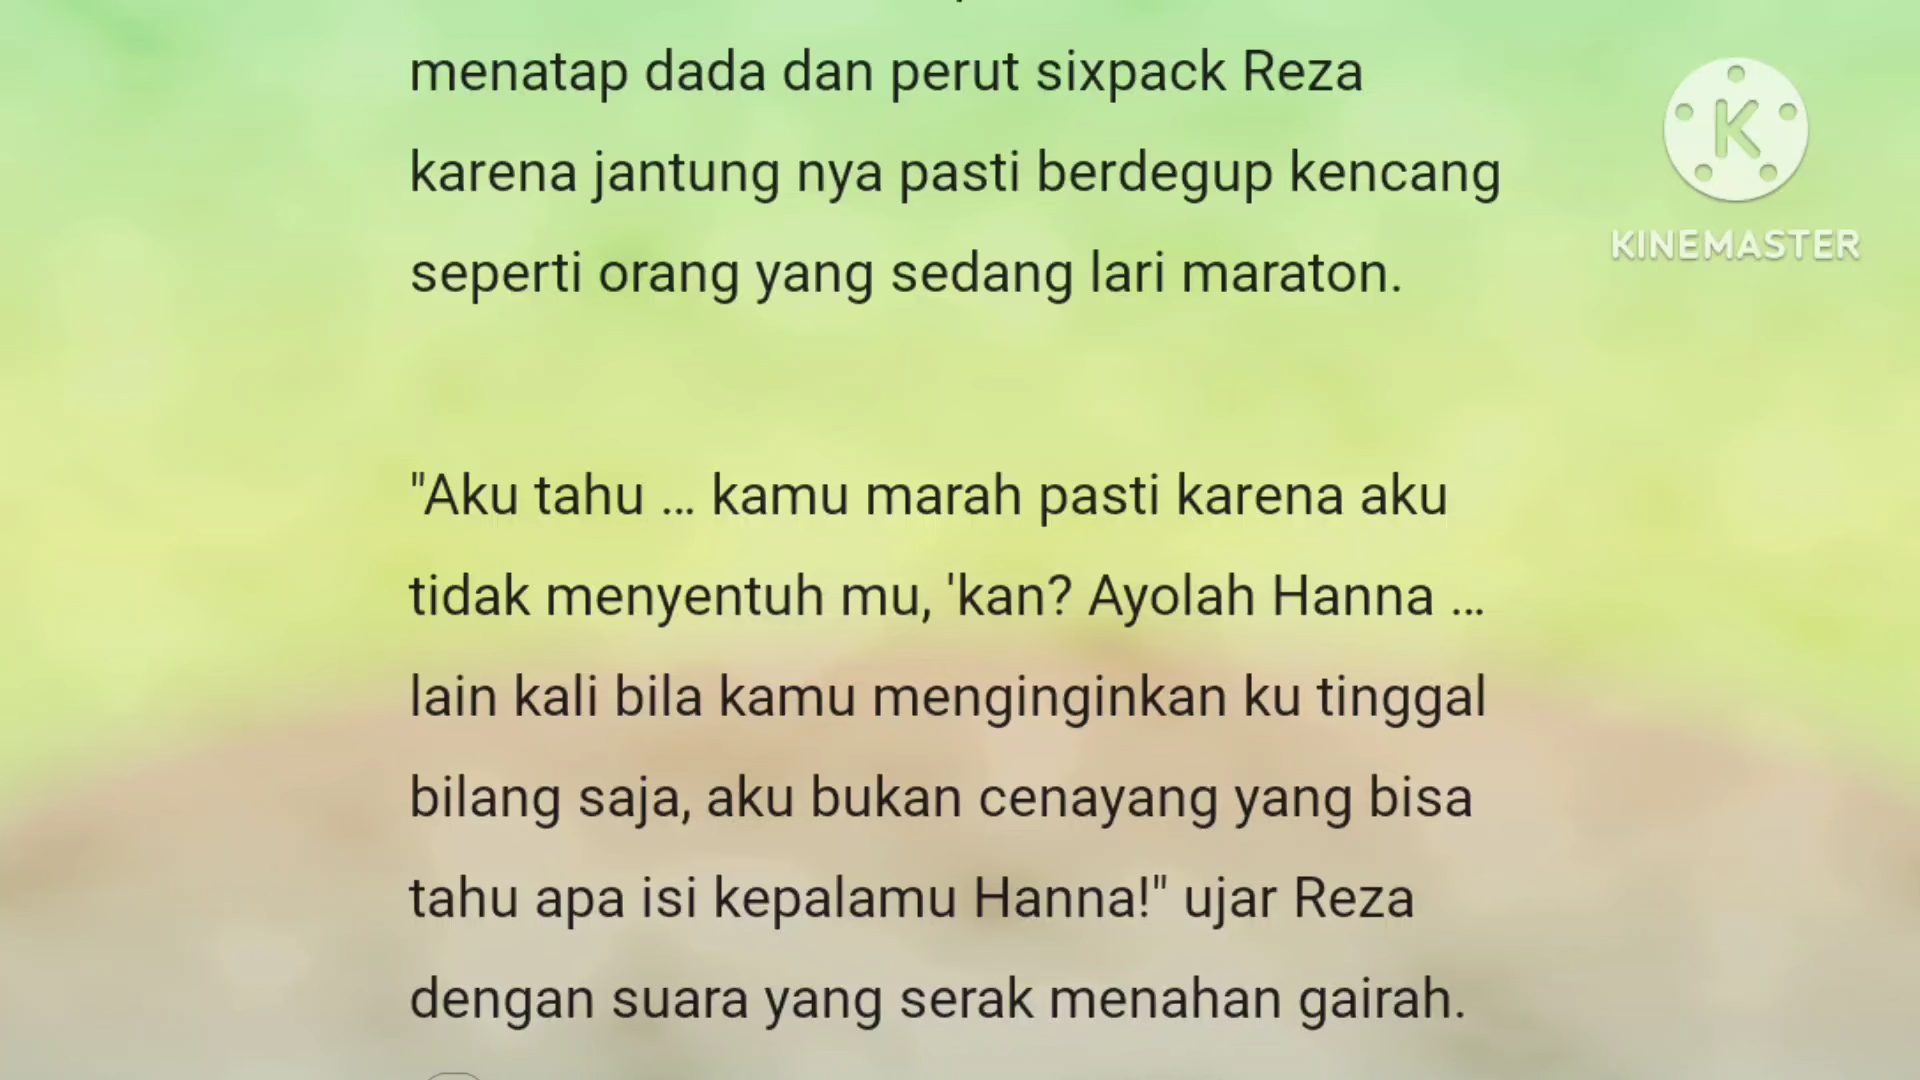 menatap dada dan perut sixpack Reza
karena jantung nya pasti berdegup kencang
seperti orang yang sedang lari maraton.
"Aku tahu ... kamu marah pasti karena aku
tidak menyentuh mu, 'kan? Ayolah Hanna ...
lain kali bila kamu menginginkan ku tinggal
bilang saja, aku bukan cenayang yang bisa
tahu apa isi kepalamu Hanna!" ujar Reza
dengan suara yang serak menahan gairah.
K
KINEMASTER